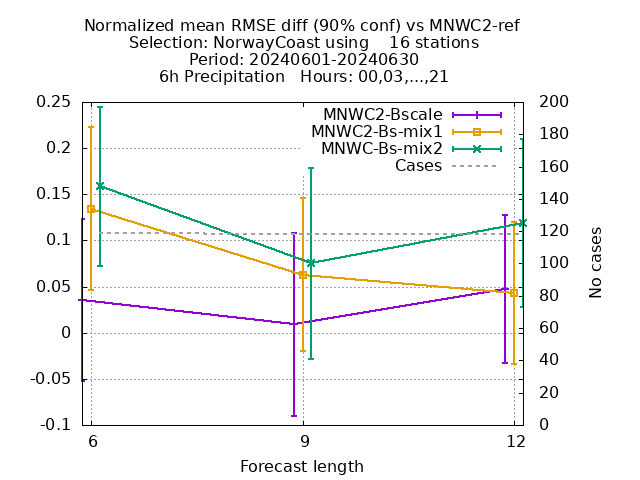 Normalized mean RMSE diff (90% conf) vs MNWC2-ref
Selection: NorwayCoast using    16 stations
Period: 20240601-20240630
6h Precipitation   Hours: 00,03,...,21
0.25
0.2
0.15
0.1
0.05
0
-0.05
-0.1
MNWC2-Bscale
MNWC2-Bs-mix1
MNWC-Bs-mix2
Cases
200
180
160
140
120
100
80
60
40
20
0
No cases
6
9
12
Forecast length